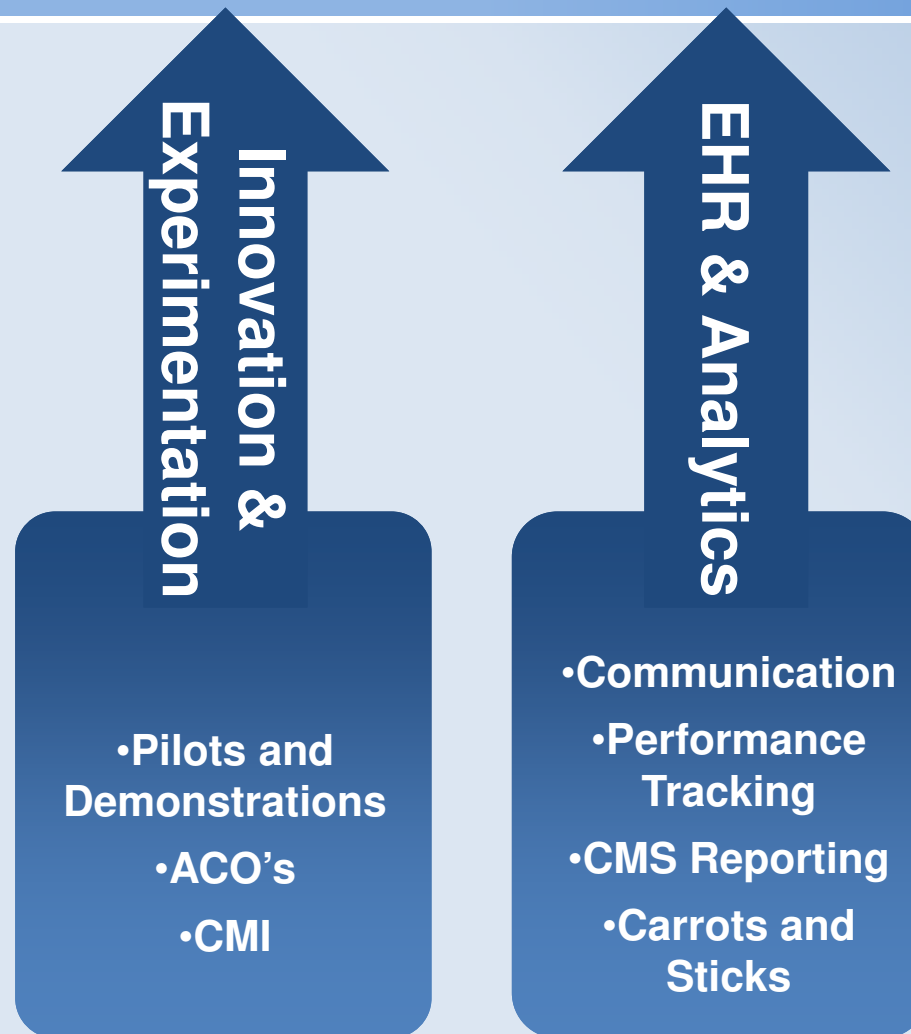 Innovation &
Experimentation
•Pilots and
Demonstrations
•ACO’s
•CMI
EHR & Analytics
•Communication
•Performance
Tracking
•CMS Reporting
•Carrots and
Sticks